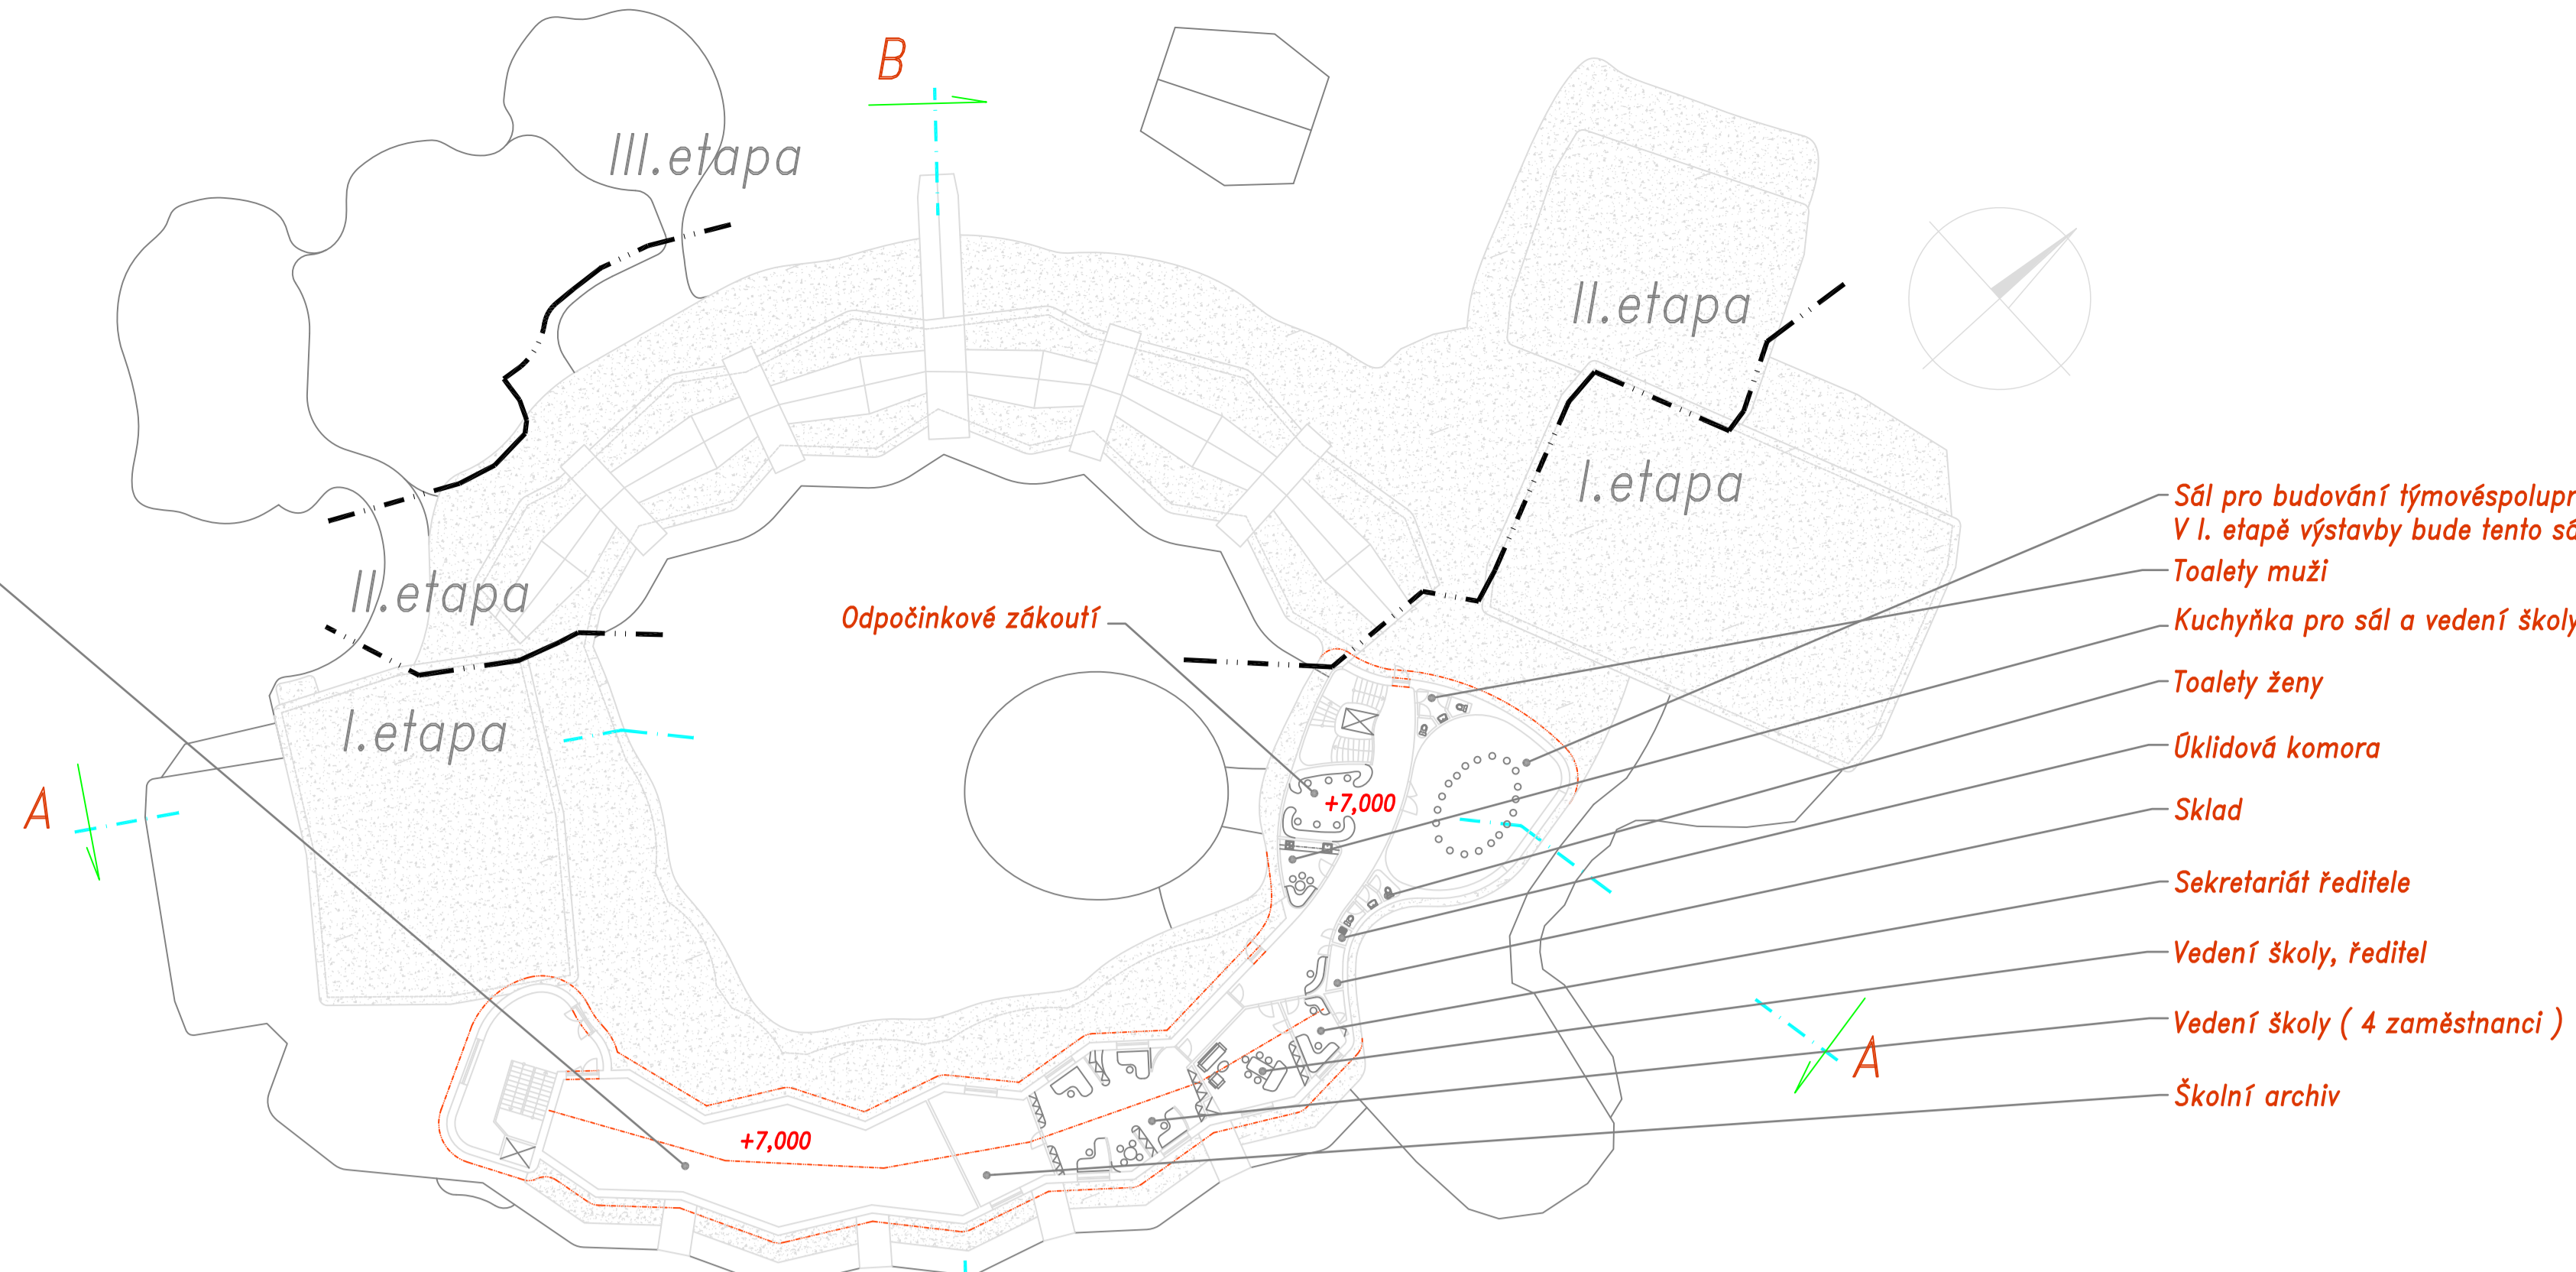 B
III.etapa
II.etapa
I.etapa
Sál pro budování
V I. etapě výstavby bude tento
Toalety muži
II.etapa
Odpočinkové zákoutí
Kuchyňka pro sál a vedení školy
Toalety ženy
I.etapa
Úklidová komora
A
+7,000
Sklad
Sekretariát ředitele
Vedení školy, ředitel
Vedení školy ( 4 zaměstnanci )
A
Školní archiv
+7,000